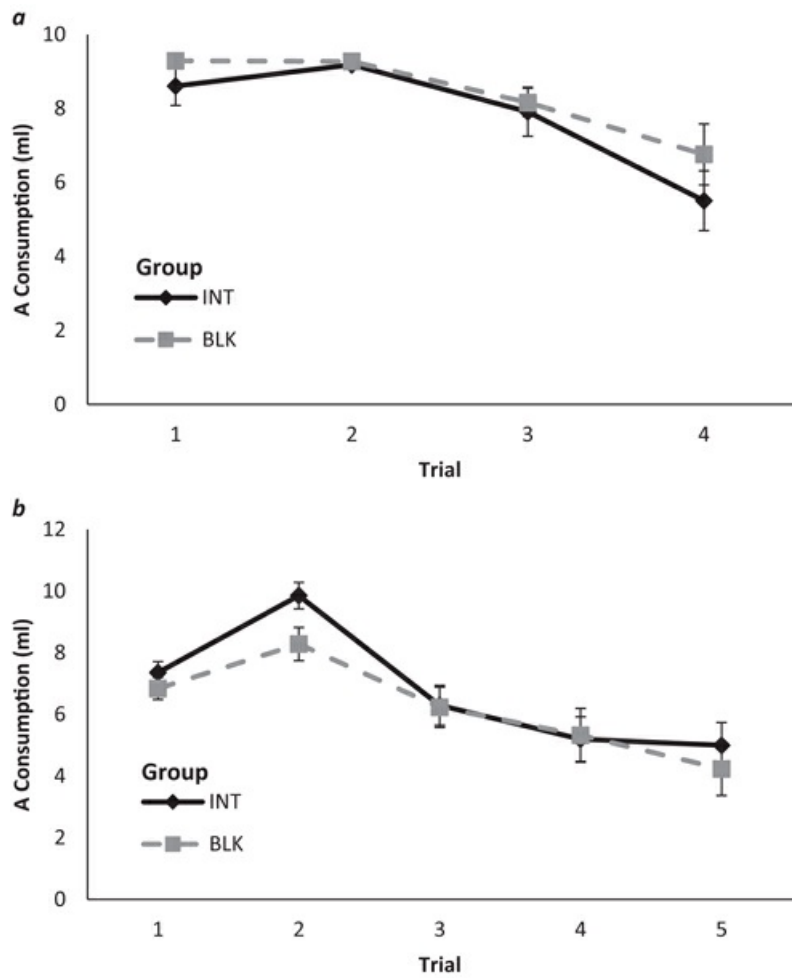 a
10
8
6
4
2
0
A Consumption (ml)
Group
INT
BLK
1 2 3 4
Trial
b
12
10
8
6
4
2
0
A Consumption (ml)
Group
INT
BLK
1 2 3 4 5
Trial